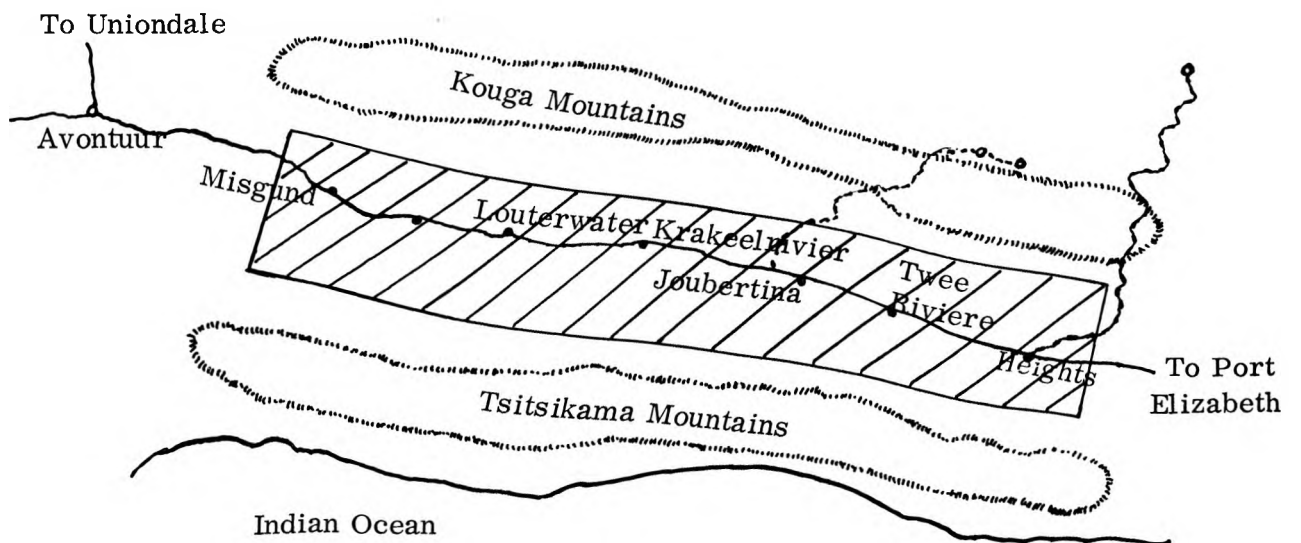 To Uniondale
Kouga Mountains
Avontuur
Misgund
Louterwater
Krakeelrivier
Joubertina
Twee
Riviere
Heights
To Port
Elizabeth
Tsitsikama Mountains
Indian Ocean